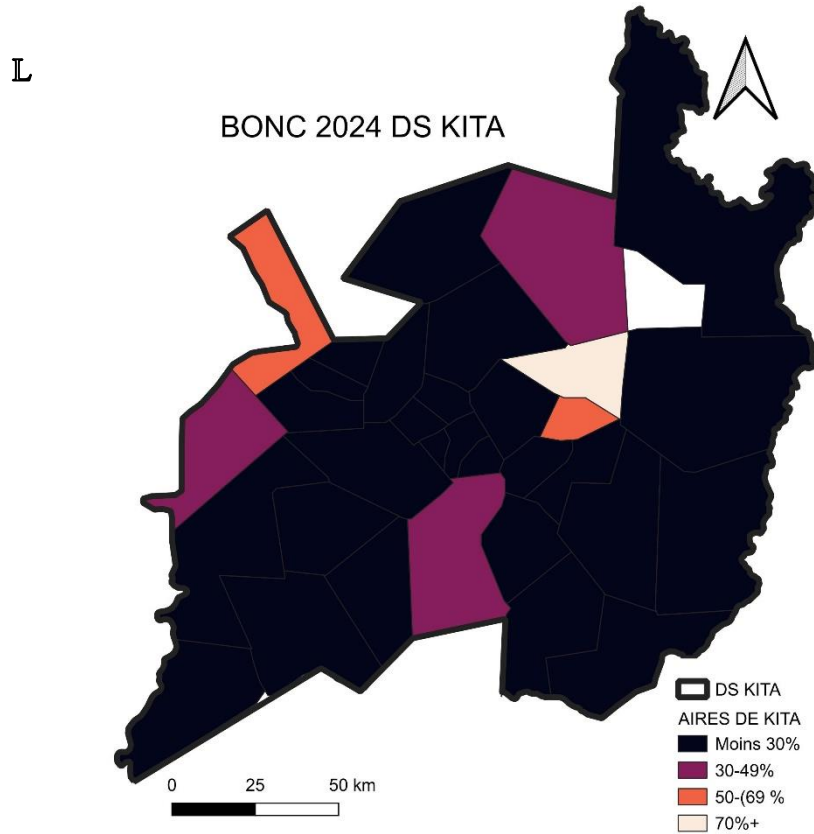 𝕃
BONC 2024 DS KITA
DS KITA
AIRES DE KITA
Moins 30%
30-49%
50-(69 %
70%+
0 25 50 km